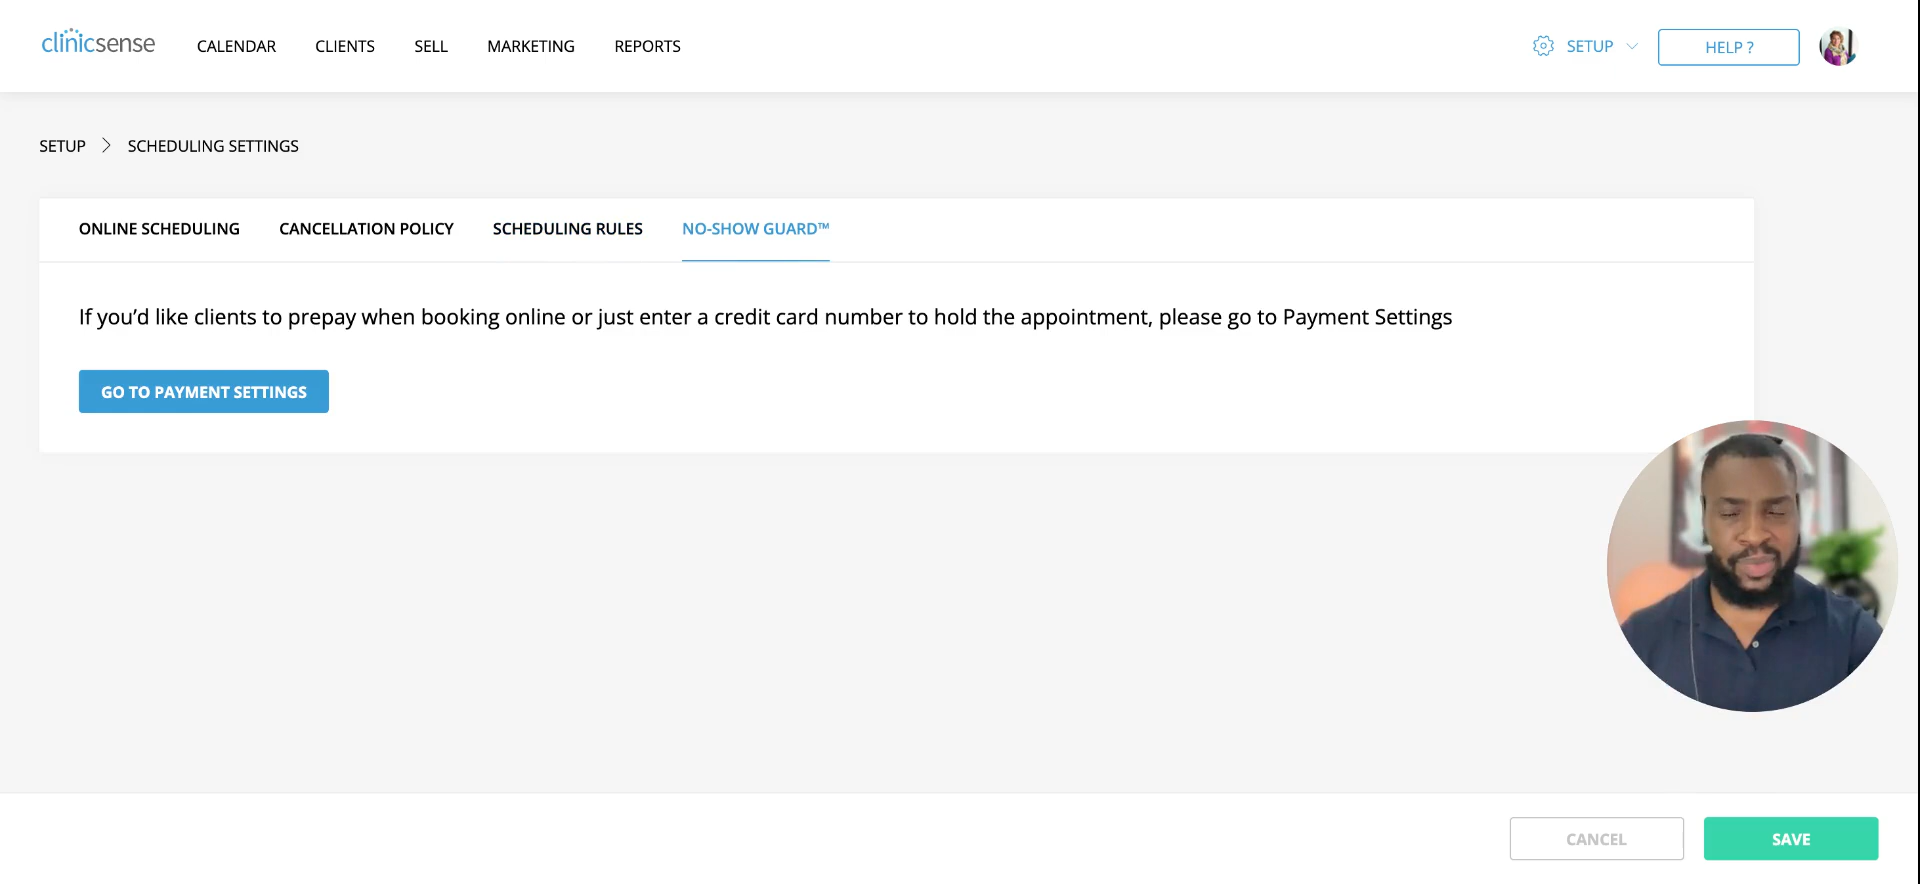 clinicsense CALENDAR CLIENTS SELL MARKETING REPORTS SETUP HELP ?
SETUP SCHEDULING SETTINGS
ONLINE SCHEDULING CANCELLATION POLICY SCHEDULING RULES NO-SHOW GUARD™
If you’d like clients to prepay when booking online or just enter a credit card number to hold the appointment, please go to Payment Settings
GO TO PAYMENT SETTINGS
CANCEL SAVE